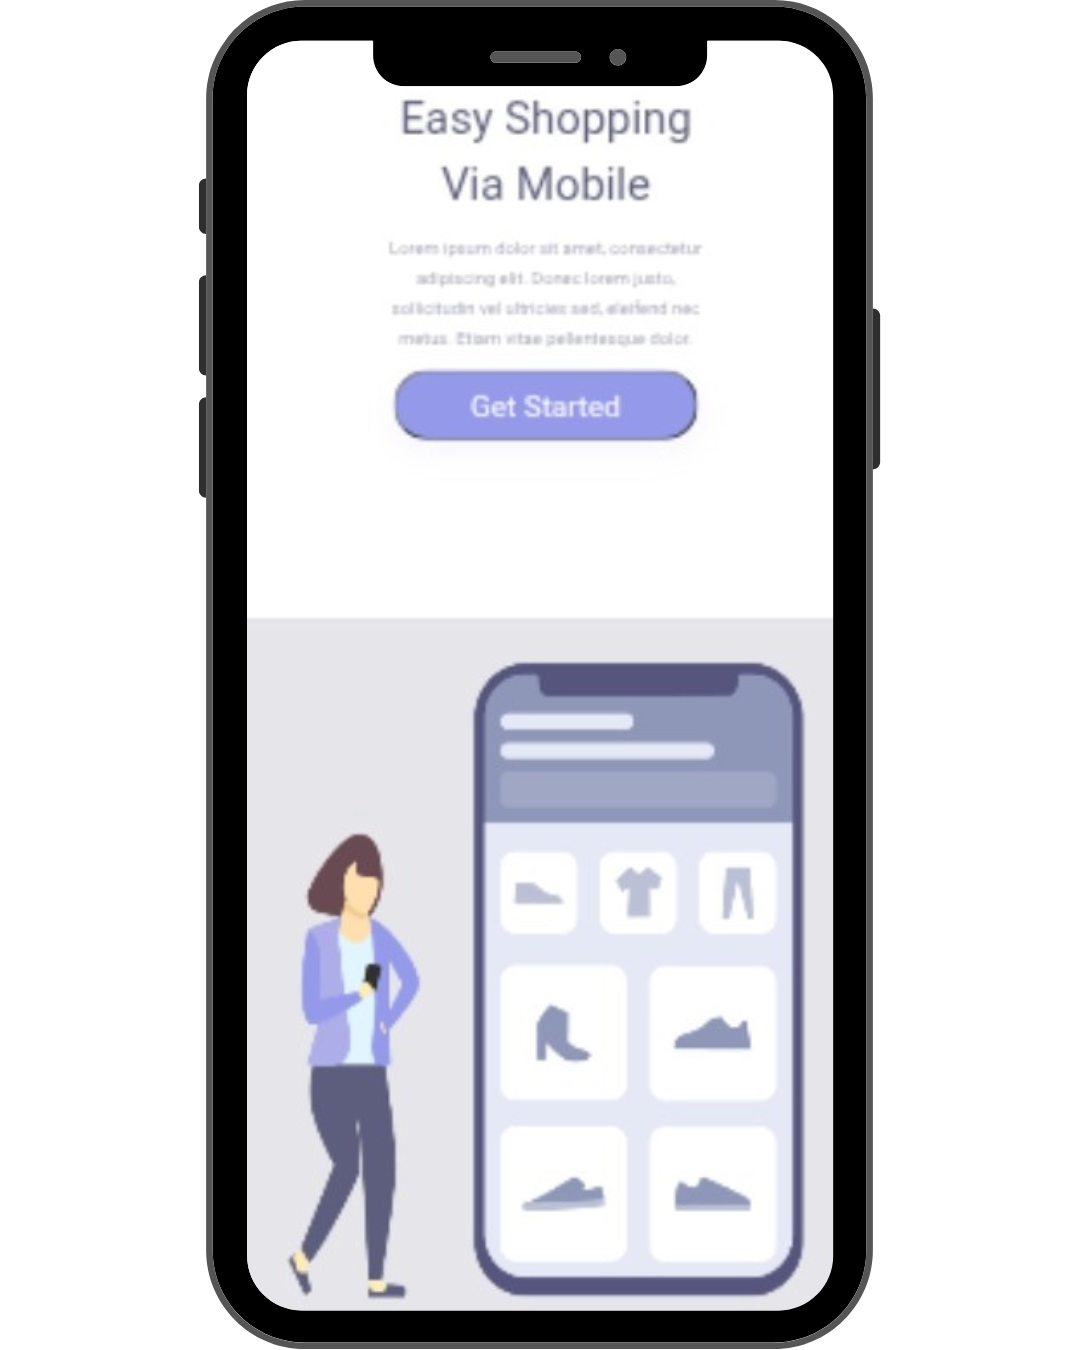 Easy Shopping
Via Mobile
Lorem ipsum dolor sit amet, consectetur
adipiscing elit. Donec lorem justo,
sollicitudin vel ultricies sed, eleifend nec
metus. Etiam vitae pellentesque dolor.
Get Started